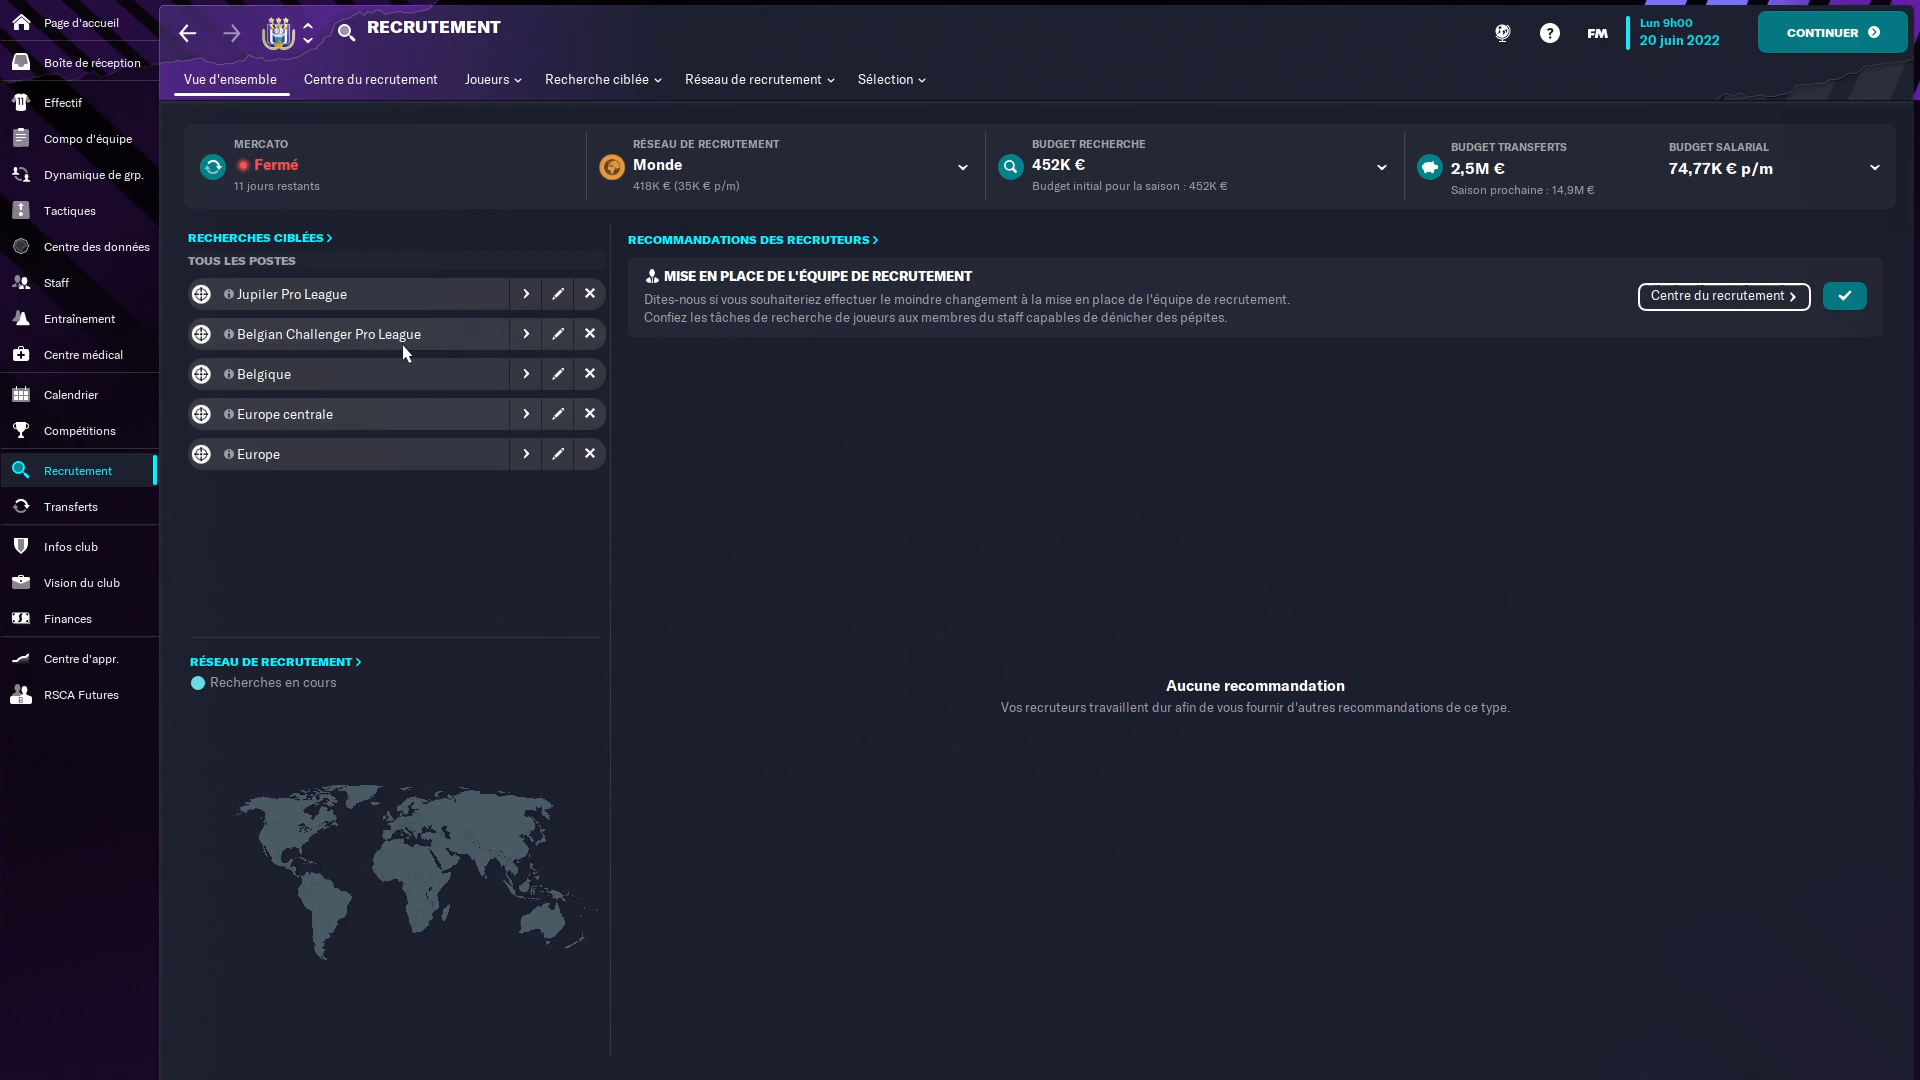 Page d'accueil
Boîte de réception
Effectif
Compo d'équipe
Dynamique de grp.
Tactiques
Centre des données
Staff
Entraînement
Centre médical
Calendrier
Compétitions
Recrutement
Transferts
Infos club
Vision du club
Finances
Centre d'appr.
RSCA Futures
RECRUTEMENT
FM
Lun 9h00
20 juin 2022
CONTINUER
Vue d'ensemble
Centre du recrutement
Joueurs
Recherche ciblée
Réseau de recrutement
Sélection
MERCATO
Fermé
11 jours restants
RÉSEAU DE RECRUTEMENT
Monde
418K € (35K € p/m)
BUDGET RECHERCHE
452K €
Budget initial pour la saison : 452K €
BUDGET TRANSFERTS
2,5M €
Saison prochaine : 14,9M €
BUDGET SALARIAL
74,77K € p/m
RECHERCHES CIBLÉES
TOUS LES POSTES
Jupiler Pro League
Belgian Challenger Pro League
Belgique
Europe centrale
Europe
RÉSEAU DE RECRUTEMENT
Recherches en cours
RECOMMANDATIONS DES RECRUTEURS
MISE EN PLACE DE L'ÉQUIPE DE RECRUTEMENT
Dites-nous si vous souhaiteriez effectuer le moindre changement à la mise en place de l'équipe de recrutement.
Confiez les tâches de recherche de joueurs aux membres du staff capables de dénicher des pépites.
Centre du recrutement
Aucune recommandation
Vos recruteurs travaillent dur afin de vous fournir d'autres recommandations de ce type.